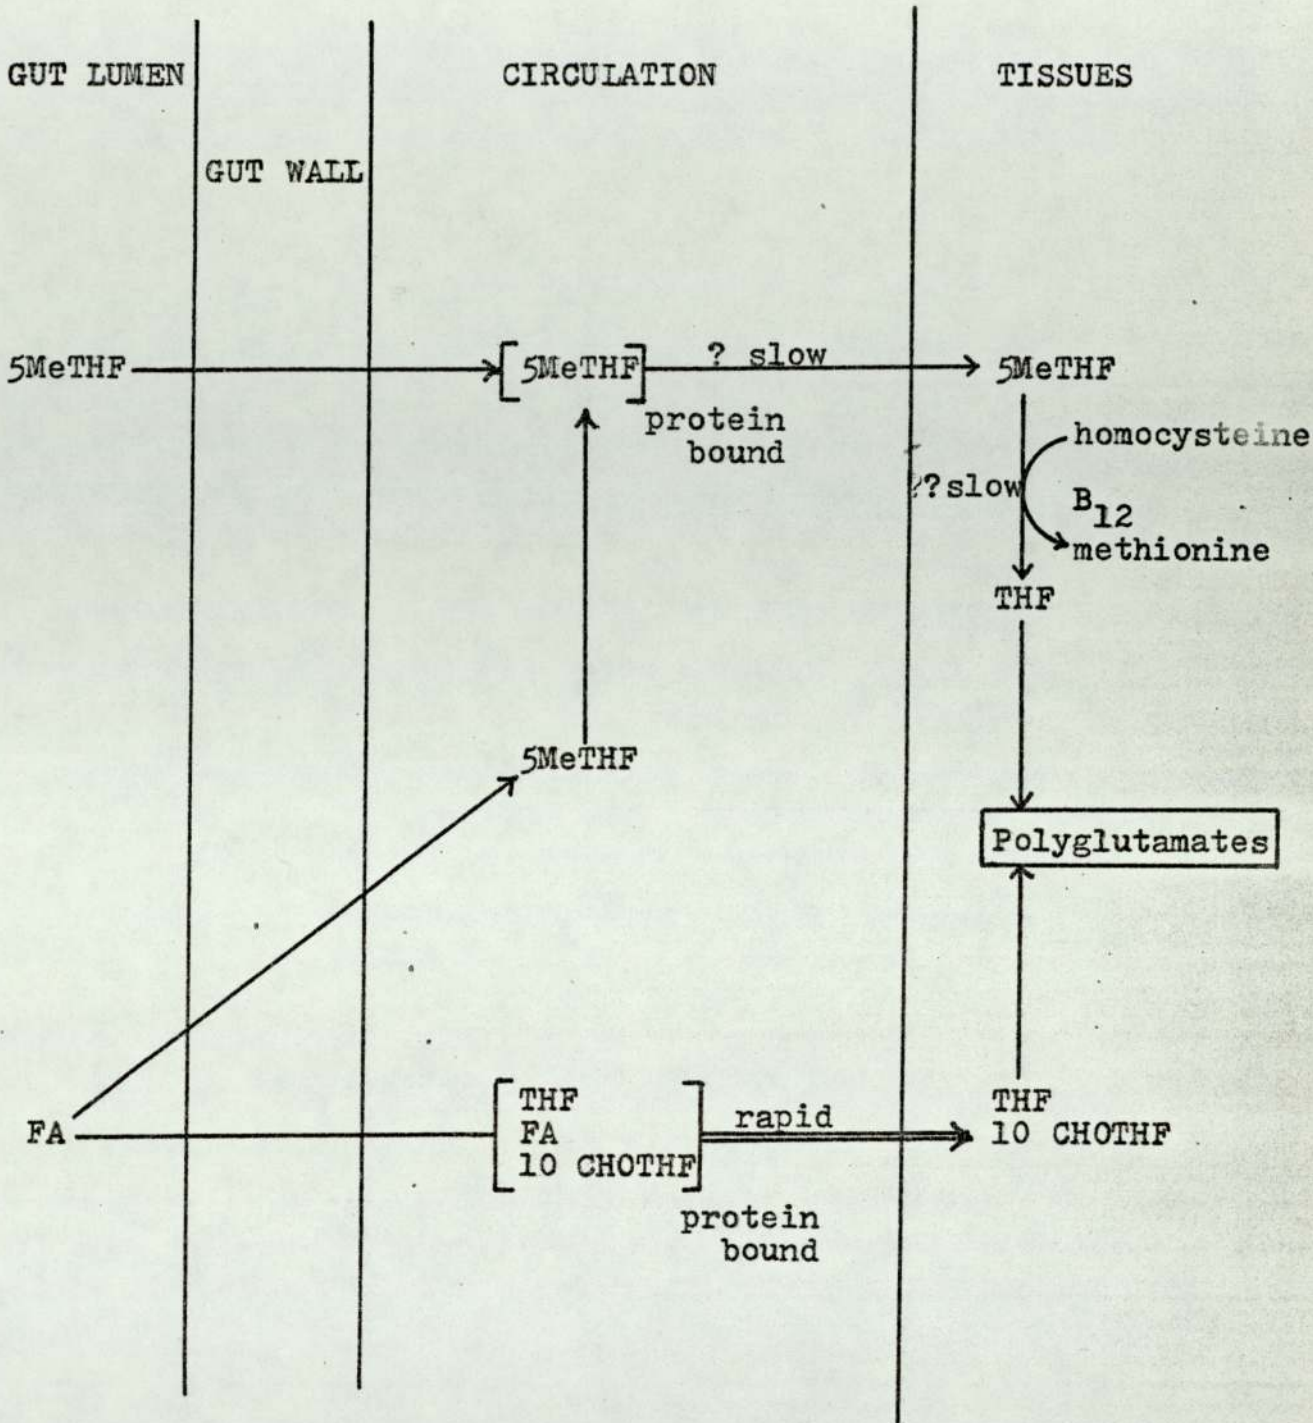 GUT LUMEN
CIRCULATION
TISSUES
GUT WALL
5MeTHF
5MeTHF
? slow
5MeTHF
protein
bound
homocysteine
??slow
B12
methionine
THF
5MeTHF
Polyglutamates
FA
THF
FA
10 CHOTHF
rapid
THF
10 CHOTHF
protein
bound